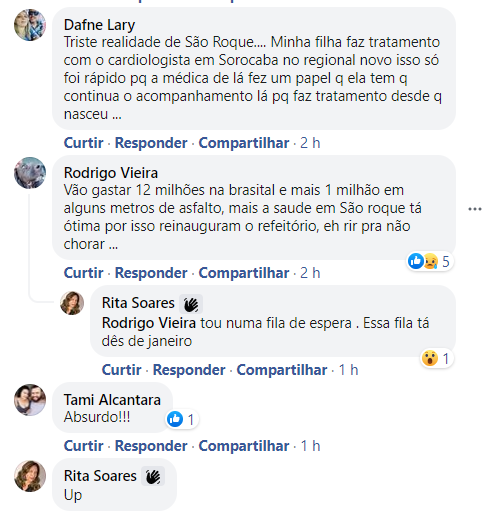 Dafne Lary
Triste realidade de São Roque.... Minha filha faz tratamento
com o cardiologista em Sorocaba no regional novo isso só
foi rápido pq a médica de lá fez um papel q ela tem q
continua o acompanhamento lá pq faz tratamento desde q
nasceu ...
Curtir · Responder · Compartilhar · 2 h
Rodrigo Vieira
Vão gastar 12 milhões na brasital e mais 1 milhão em
alguns metros de asfalto, mais a saude em São roque tá
ótima por isso reinauguram o refeitório, eh rir pra não
chorar ...
5
Curtir · Responder · Compartilhar · 2 h
Rita Soares
Rodrigo Vieira tou numa fila de espera . Essa fila tá
dês de janeiro
1
Curtir · Responder · Compartilhar · 1 h
Tami Alcantara
Absurdo!!!
1
Curtir · Responder · Compartilhar · 1 h
Rita Soares
Up